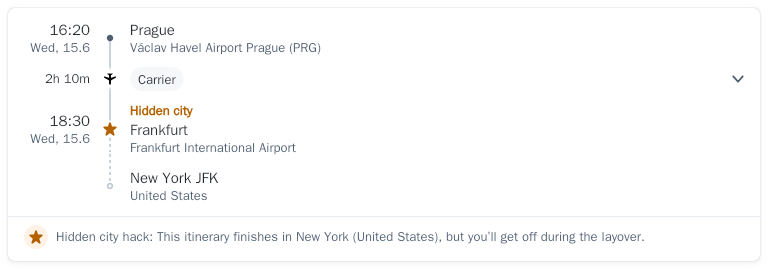 16:20
Prague
Wed, 15.6
Václav Havel Airport Prague (PRG)
2h 10m
Carrier
Hidden city
18:30
Frankfurt
Wed, 15.6
Frankfurt International Airport
New York JFK
United States
Hidden city hack: This itinerary finishes in New York (United States), but you'll get off during the layover.